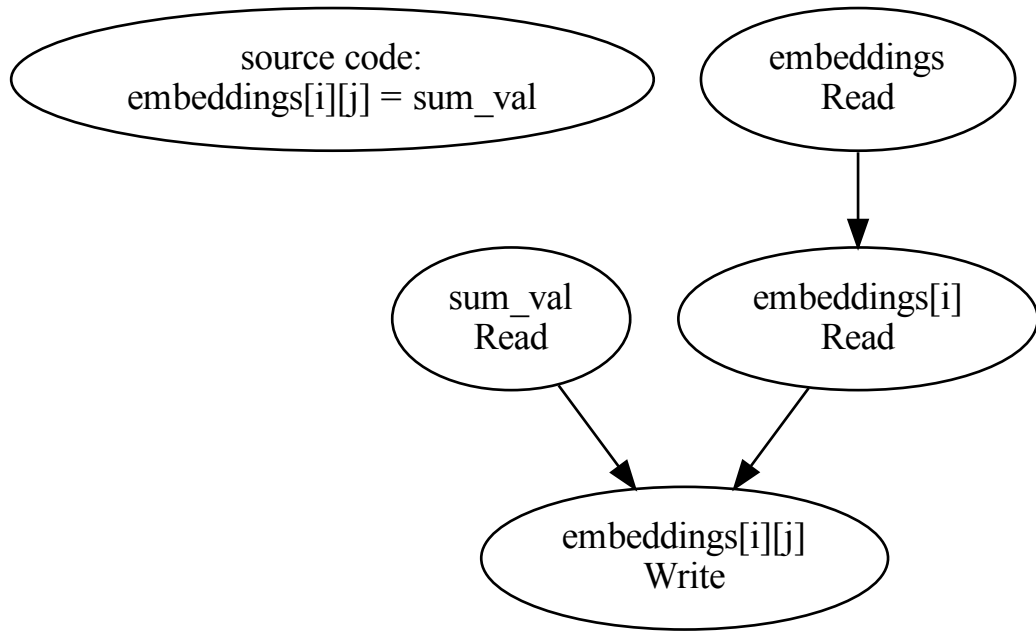 source code:
embeddings[i][j] = sum_val
embeddings
Read
sum_val
Read
embeddings[i]
Read
embeddings[i][j]
Write